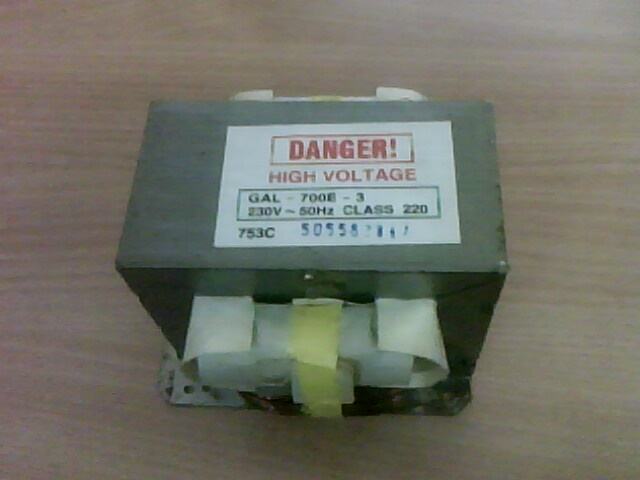 DANGER!
HIGH VOLTAGE
GAL - 700E - 3
230V ~ 50Hz CLASS 220
753C